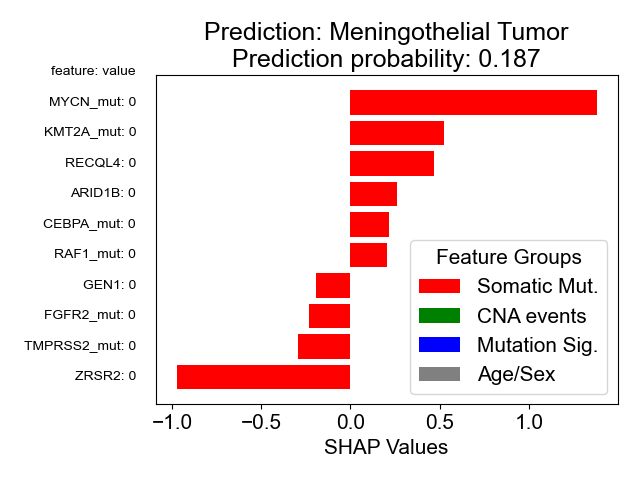 Prediction: Meningothelial Tumor
Prediction probability: 0.187
feature: value
MYCN_mut: 0
KMT2A_mut: 0
RECQL4: 0
ARID1B: 0
CEBPA_mut: 0
RAF1_mut: 0
GEN1: 0
FGFR2_mut: 0
TMPRSS2_mut: 0
ZRSR2: 0
Feature Groups
Somatic Mut.
CNA events
Mutation Sig.
Age/Sex
−1.0 −0.5 0.0 0.5 1.0
SHAP Values